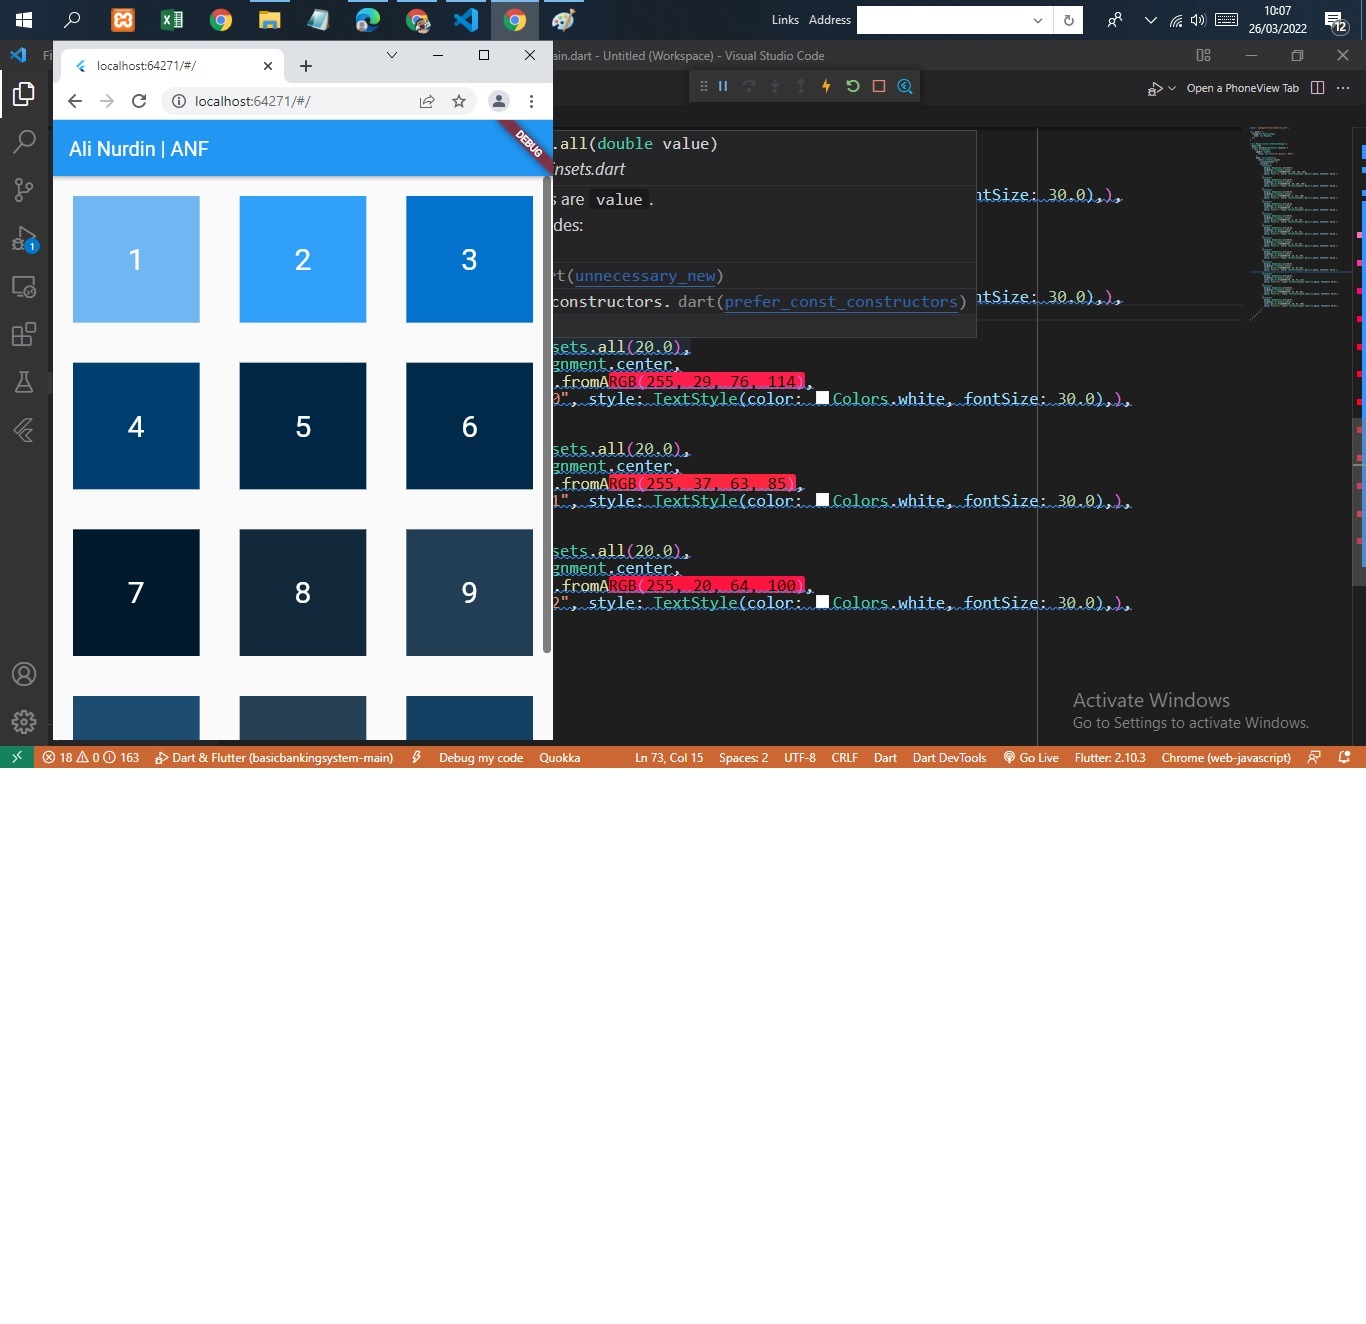 Links Address
10:07
26/03/2022
12
Fi
ain.dart - Untitled (Workspace) - Visual Studio Code
localhost:64271/#/
localhost:64271/#/
Open a PhoneView Tab
Ali Nurdin | ANF
DEBUG
1
2
3
4
5
6
7
8
9
1
.all(double value)
nsets.dart
s are value .
des:
rt(unnecessary_new)
constructors. dart(prefer_const_constructors)
ntSize: 30.0),),
ntSize: 30.0),),
sets.all(20.0),
gnment.center,
.fromARGB(255, 29, 76, 114),
0", style: TextStyle(color: Colors.white, fontSize: 30.0),),
sets.all(20.0),
gnment.center,
.fromARGB(255, 37, 63, 85),
1", style: TextStyle(color: Colors.white, fontSize: 30.0),),
sets.all(20.0),
gnment.center,
.fromARGB(255, 20, 64, 100),
2", style: TextStyle(color: Colors.white, fontSize: 30.0),),
Activate Windows
Go to Settings to activate Windows.
18 0 163 Dart & Flutter (basicbankingsystem-main) Debug my code Quokka Ln 73, Col 15 Spaces: 2 UTF-8 CRLF Dart Dart DevTools Go Live Flutter: 2.10.3 Chrome (web-javascript)